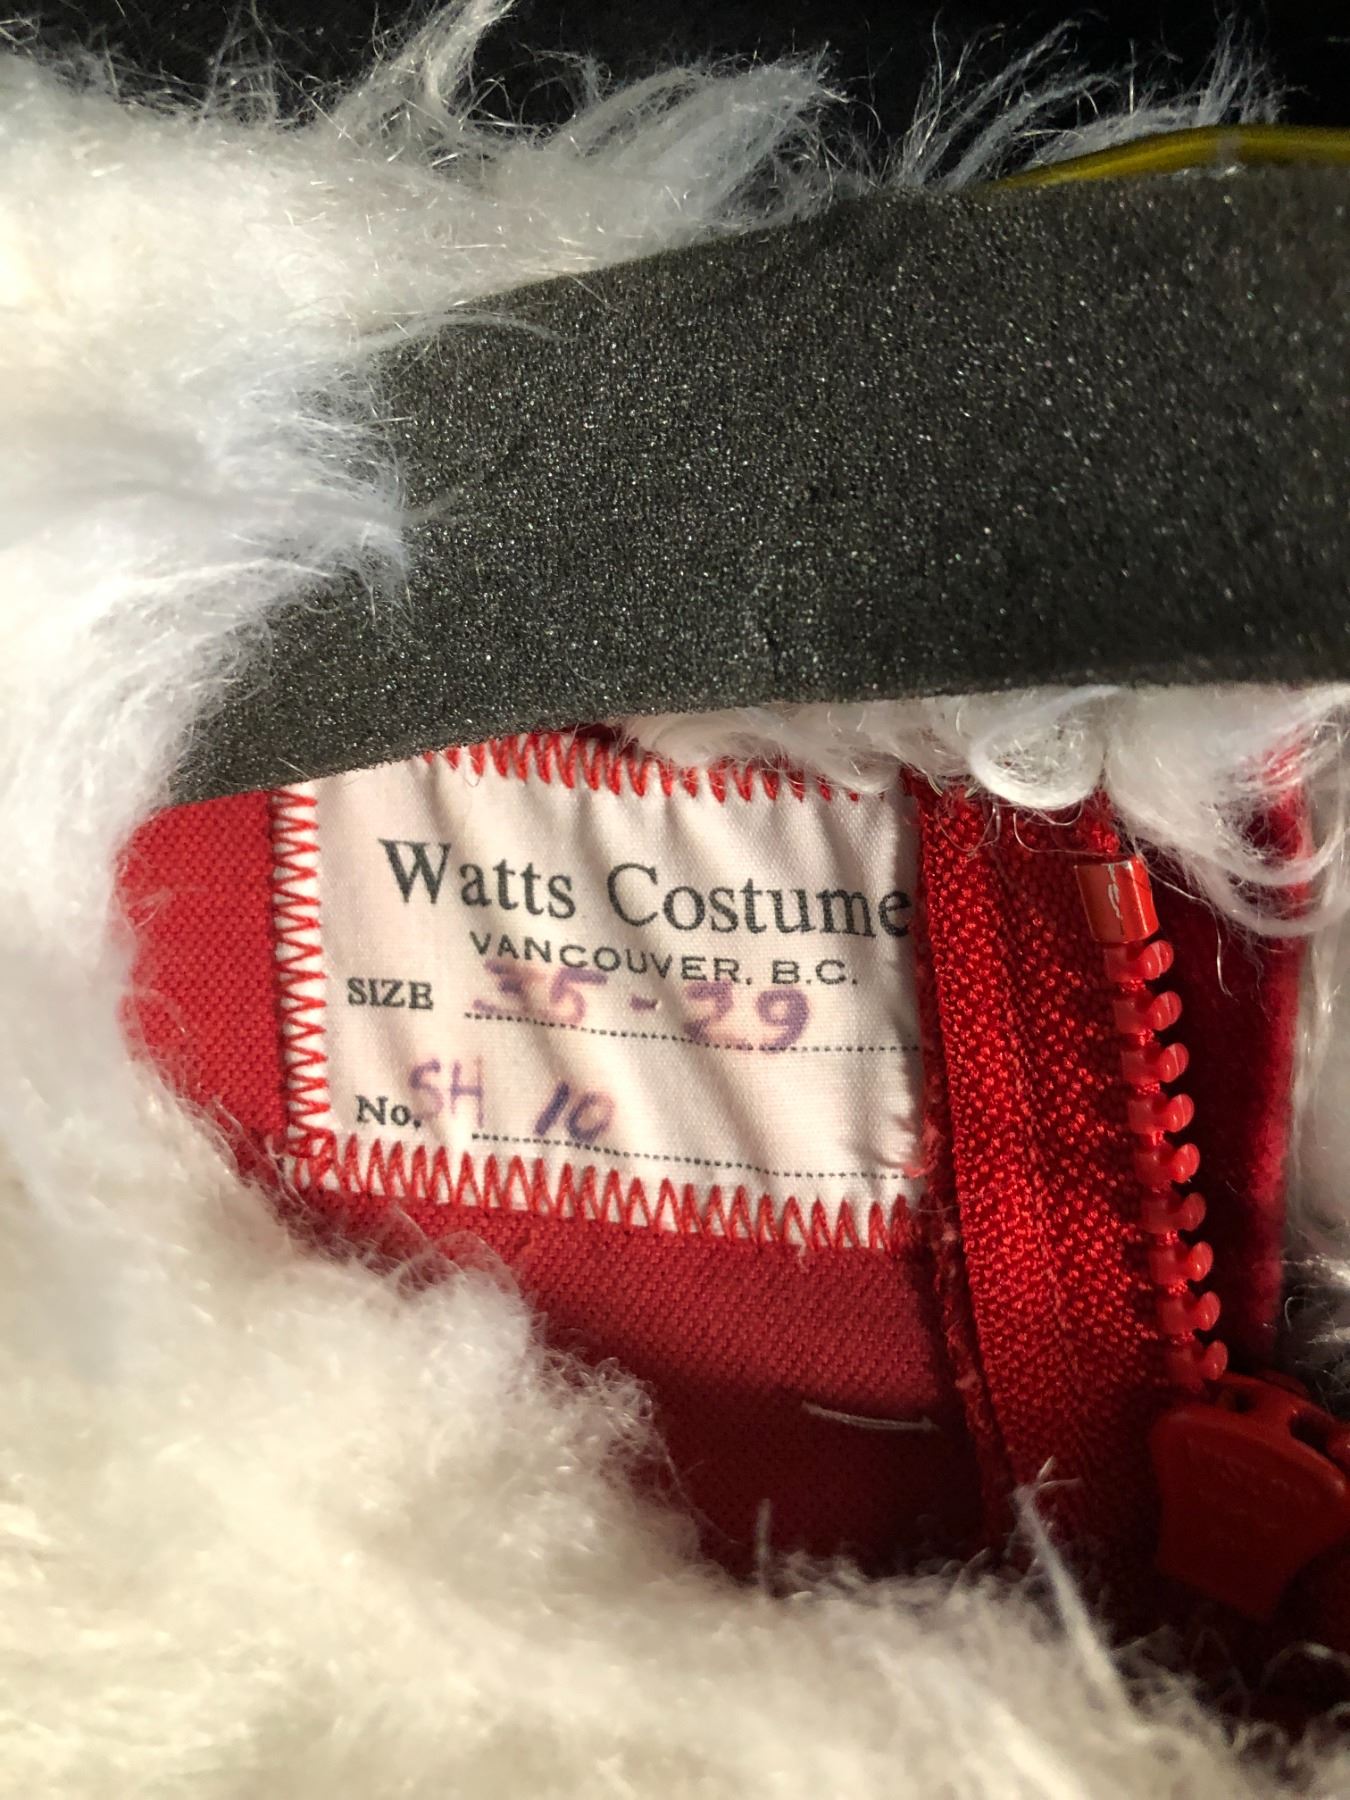 Watts Costume
VANCOUVER, B.C.
SIZE 35-29
No. SH 10